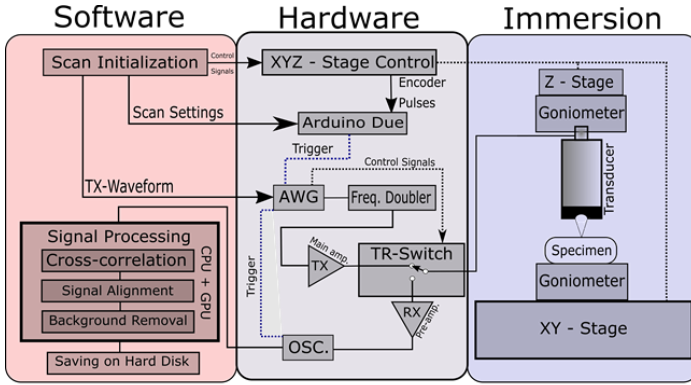 Software
Hardware
Immersion
Scan Initialization
Control
Signals
XYZ - Stage Control
Encoder
Pulses
Scan Settings
Arduino Due
Trigger
Control Signals
TX-Waveform
AWG
Freq. Doubler
Signal Processing
Cross-correlation
Signal Alignment
Background Removal
CPU + GPU
Saving on Hard Disk
Trigger
Main amp.
TX
TR-Switch
RX
Pre-amp.
OSC.
Z - Stage
Goniometer
Transducer
Specimen
Goniometer
XY - Stage